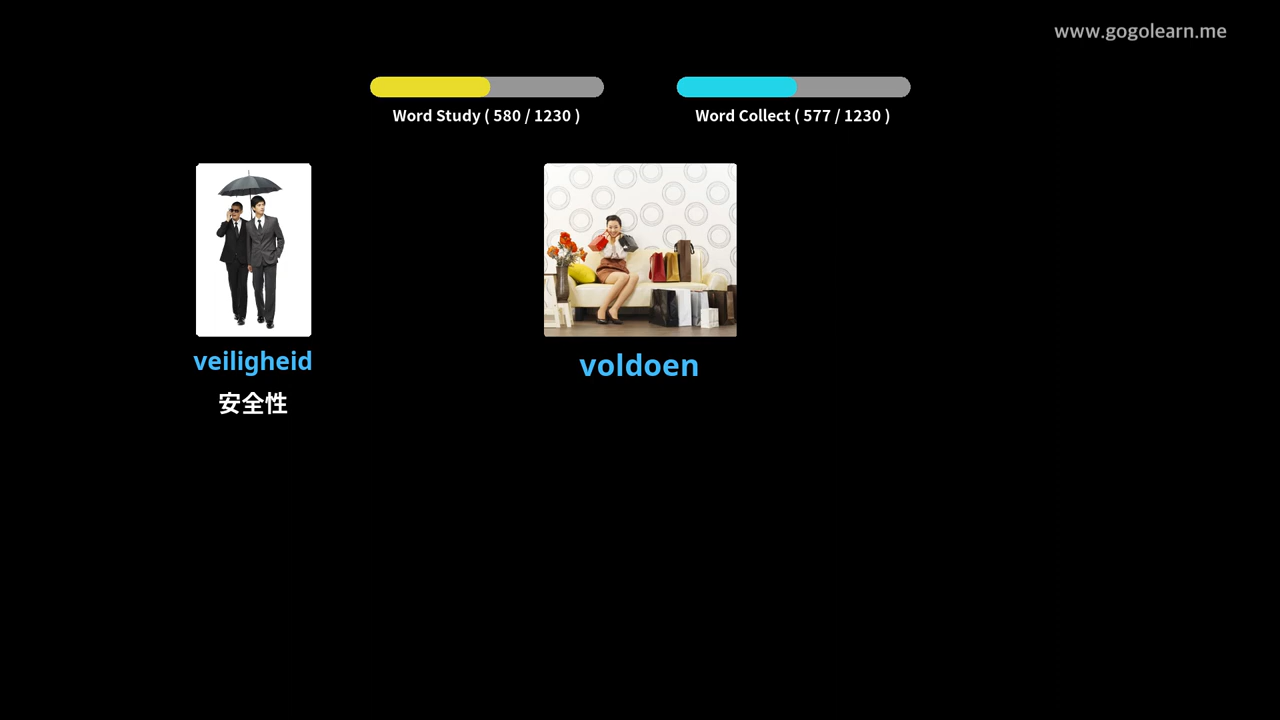 www.gogolearn.me
Word Study ( 580 / 1230 )
Word Collect ( 577 / 1230 )
veiligheid
安全性
voldoen